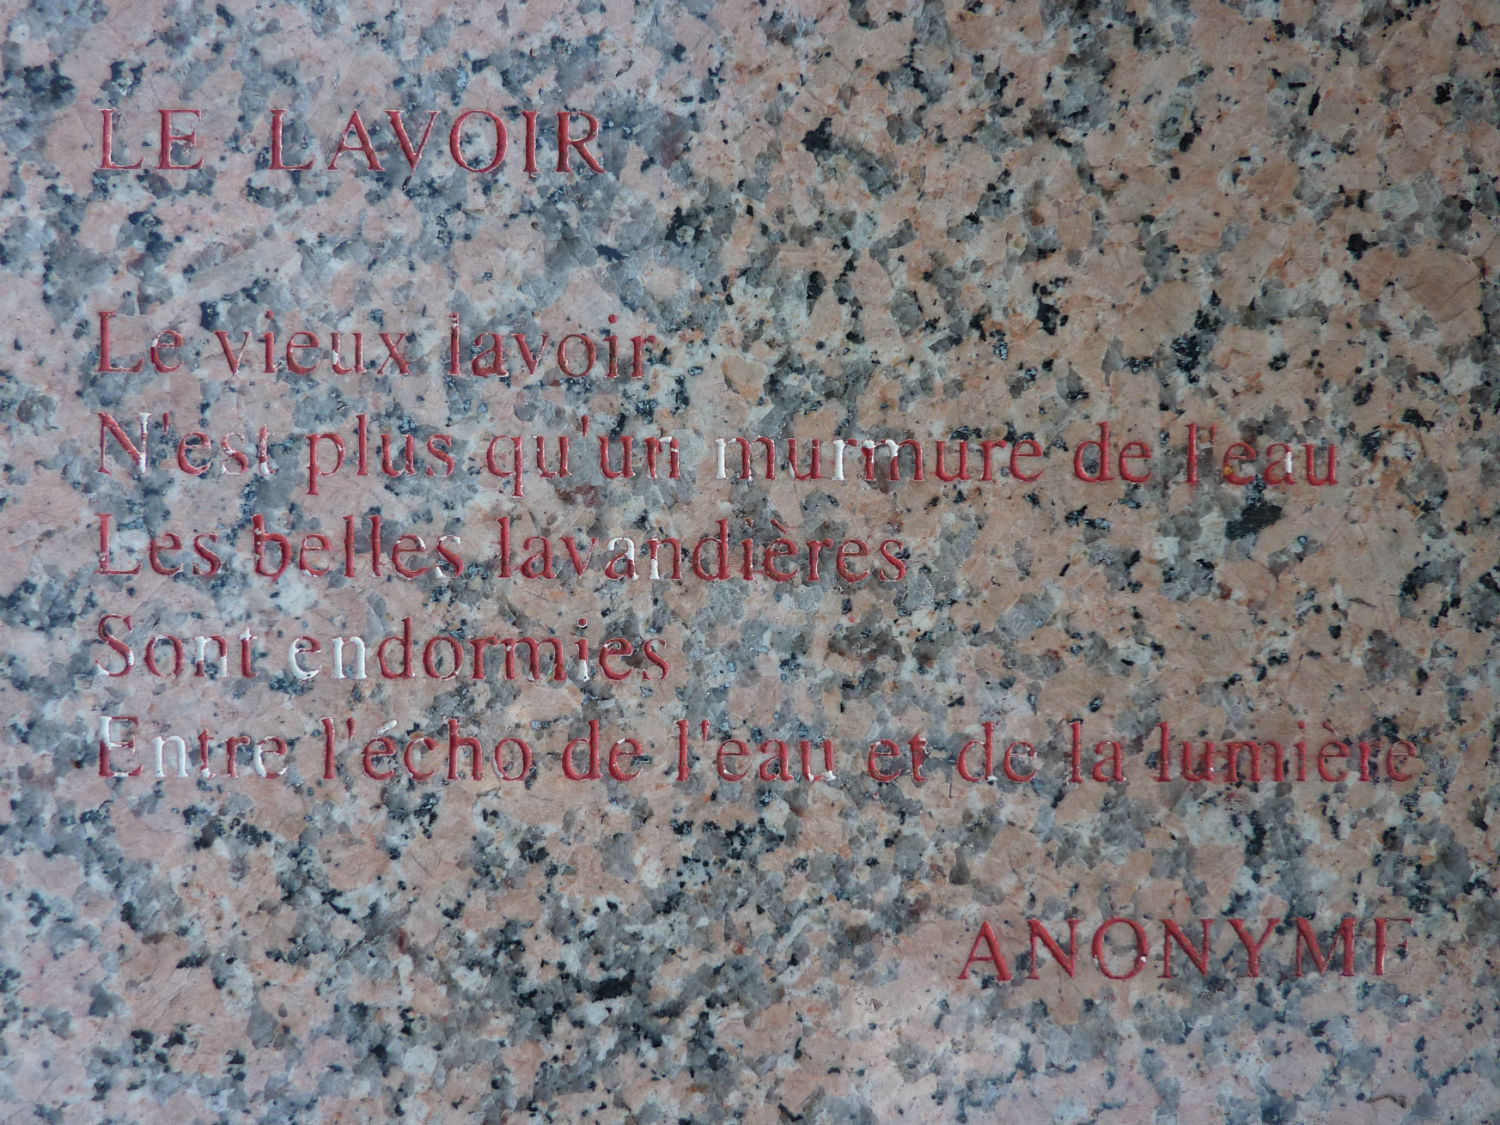 LE LAVOIR
Le vieux lavoir
N'est plus qu'un murmure de l'eau
Les belles lavandières
Sont endormies
Entre l'écho de l'eau et de la lumière
ANONYME